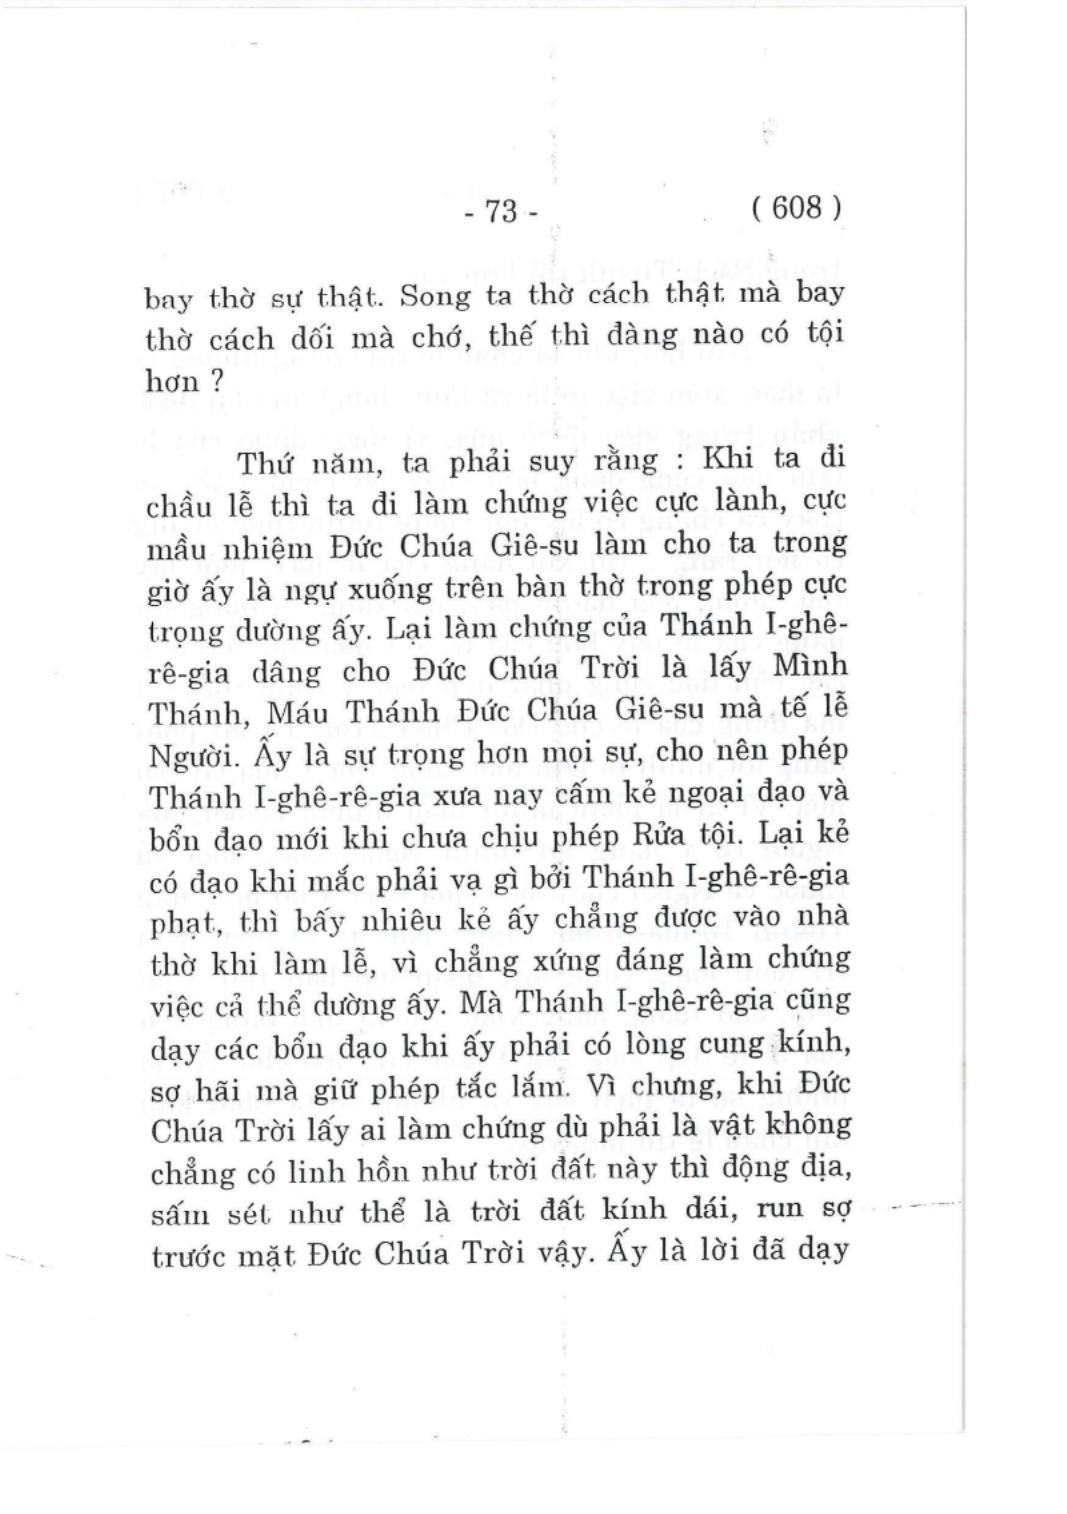 - 73 - ( 608 )
bay thờ sự thật. Song ta thờ cách thật mà bay
thờ cách dối mà chớ, thế thì đàng nào có tội
hơn ?
Thứ năm, ta phải suy rằng : Khi ta đi
chầu lễ thì ta đi làm chứng việc cực lành, cực
mầu nhiệm Đức Chúa Giê-su làm cho ta trong
giờ ấy là ngự xuống trên bàn thờ trong phép cực
trọng dường ấy. Lại làm chứng của Thánh I-ghê-
rê-gia dâng cho Đức Chúa Trời là lấy Mình
Thánh, Máu Thánh Đức Chúa Giê-su mà tế lễ
Người. Ấy là sự trọng hơn mọi sự, cho nên phép
Thánh I-ghê-rê-gia xưa nay cấm kẻ ngoại đạo và
bổn đạo mới khi chưa chịu phép Rửa tội. Lại kẻ
có đạo khi mắc phải vạ gì bởi Thánh I-ghê-rê-gia
phạt, thì bấy nhiêu kẻ ấy chẳng được vào nhà
thờ khi làm lễ, vì chẳng xứng đáng làm chứng
việc cả thể dường ấy. Mà Thánh I-ghê-rê-gia cũng
dạy các bổn đạo khi ấy phải có lòng cung kính,
sợ hãi mà giữ phép tắc lắm. Vì chưng, khi Đức
Chúa Trời lấy ai làm chứng dù phải là vật không
chẳng có linh hồn như trời đất này thì động địa,
sấm sét như thể là trời đất kính dái, run sợ
trước mặt Đức Chúa Trời vậy. Ấy là lời đã dạy